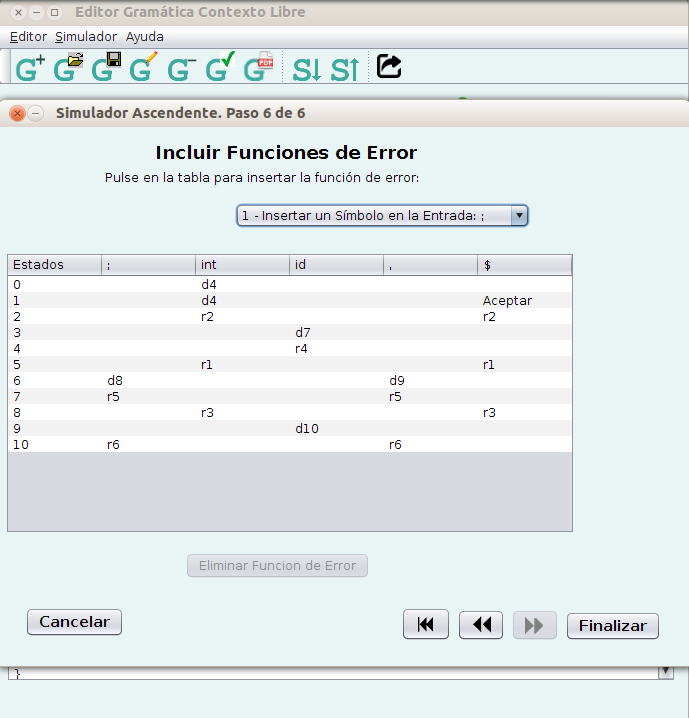 Editor Gramática Contexto Libre
Editor Simulador Ayuda
G+ G G G G- G G PDF S↓ S↑
Simulador Ascendente. Paso 6 de 6
Incluir Funciones de Error
Pulse en la tabla para insertar la función de error:
1 - Insertar un Símbolo en la Entrada: ;
Estados ; int id , $
0 d4
1 d4 Aceptar
2 r2 r2
3 d7
4 r4
5 r1 r1
6 d8 d9
7 r5 r5
8 r3 r3
9 d10
10 r6 r6
Eliminar Funcion de Error
Cancelar Finalizar
}